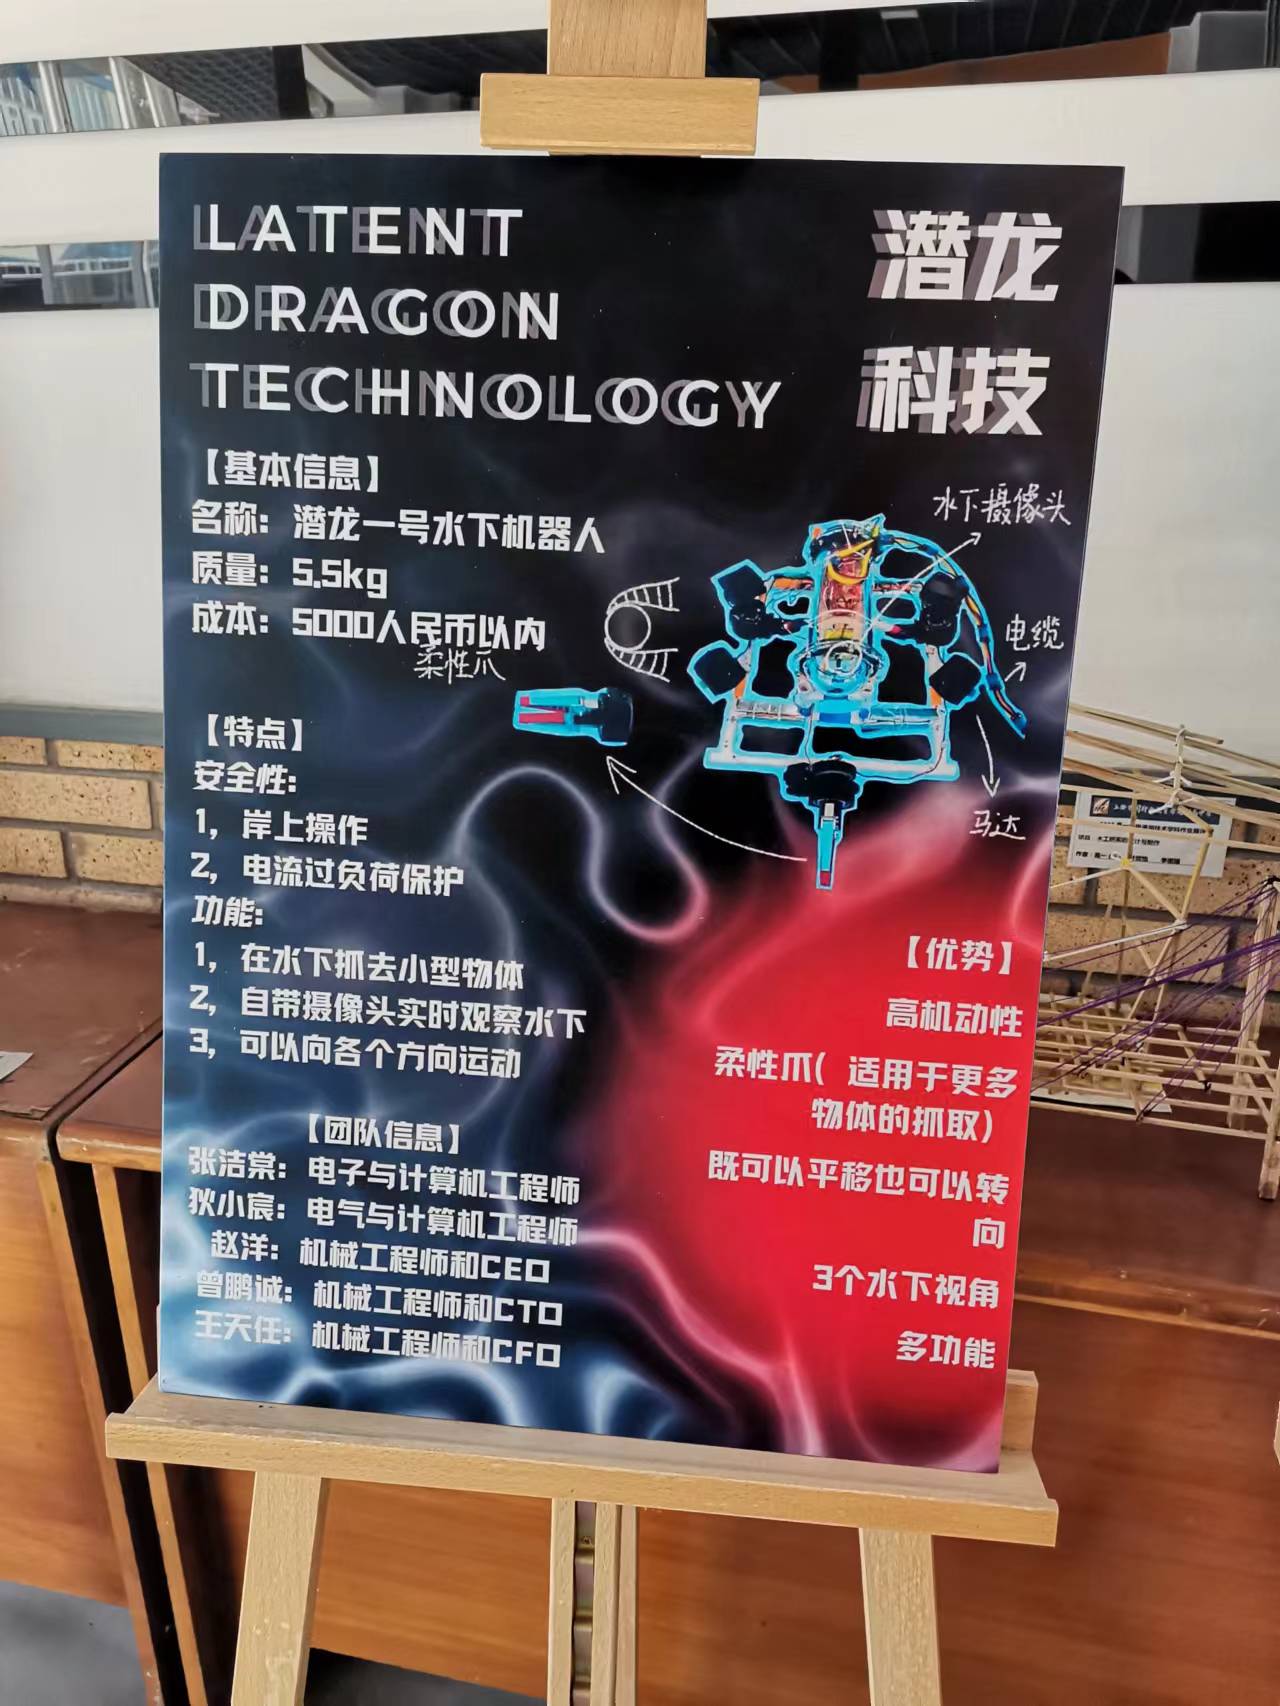 LATENT
DRAGON
TECHNOLOGY
潜龙
科技
【基本信息】
名称：潜龙一号水下机器人
质量：5.5kg
成本：5000人民币以内
柔性爪
水下摄像头
电缆
马达
【特点】
安全性：
1，岸上操作
2，电流过负荷保护
功能：
1，在水下抓去小型物体
2，自带摄像头实时观察水下
3，可以向各个方向运动
【团队信息】
张洁棠：电子与计算机工程师
狄小宸：电气与计算机工程师
赵洋：机械工程师和CEO
曾鹏诚：机械工程师和CTO
王天任：机械工程师和CFO
【优势】
高机动性
柔性爪（适用于更多
物体的抓取）
既可以平移也可以转
向
3个水下视角
多功能